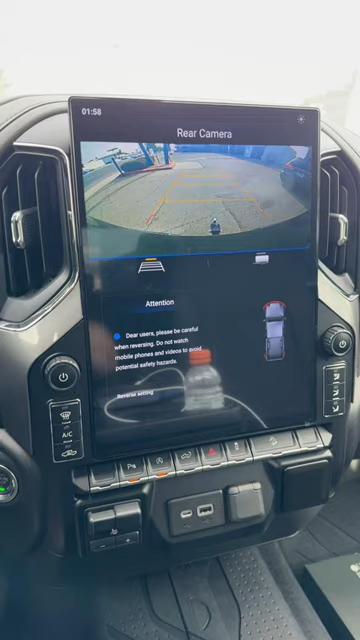 01:58
Rear Camera
Attention
Dear users, please be careful
when reversing. Do not watch
mobile phones and videos to avoid
potential safety hazards.
Reverse setting
A/C